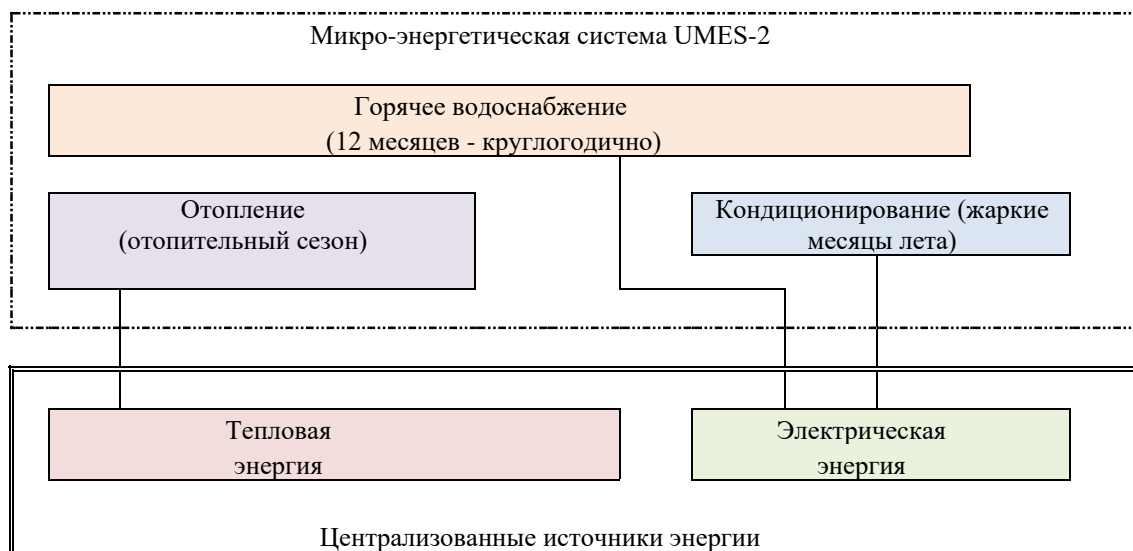 Микро-энергетическая система UMES-2
Горячее водоснабжение
(12 месяцев - круглогодично)
Отопление
(отопительный сезон)
Кондиционирование (жаркие
месяцы лета)
Тепловая
энергия
Электрическая
энергия
Централизованные источники энергии